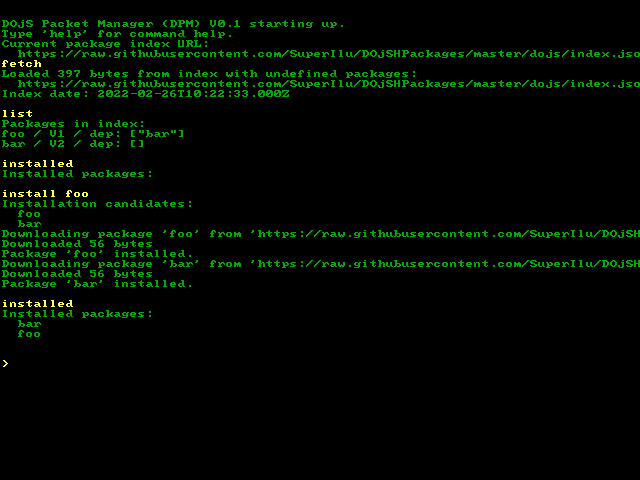 DOjS Packet Manager (DPM) V0.1 starting up.
Type 'help' for command help.
Current package index URL:
  https://raw.githubusercontent.com/SuperIlu/DOjSHPackages/master/dojs/index.jso
fetch
Loaded 397 bytes from index with undefined packages:
  https://raw.githubusercontent.com/SuperIlu/DOjSHPackages/master/dojs/index.jso
Index date: 2022-02-26T10:22:33.000Z
list
Packages in index:
foo / V1 / dep: ["bar"]
bar / V2 / dep: []
installed
Installed packages:
install foo
Installation candidates:
  foo
  bar
Downloading package 'foo' from 'https://raw.githubusercontent.com/SuperIlu/DOjSH
Downloaded 56 bytes
Package 'foo' installed.
Downloading package 'bar' from 'https://raw.githubusercontent.com/SuperIlu/DOjSH
Downloaded 56 bytes
Package 'bar' installed.
installed
Installed packages:
  bar
  foo
>